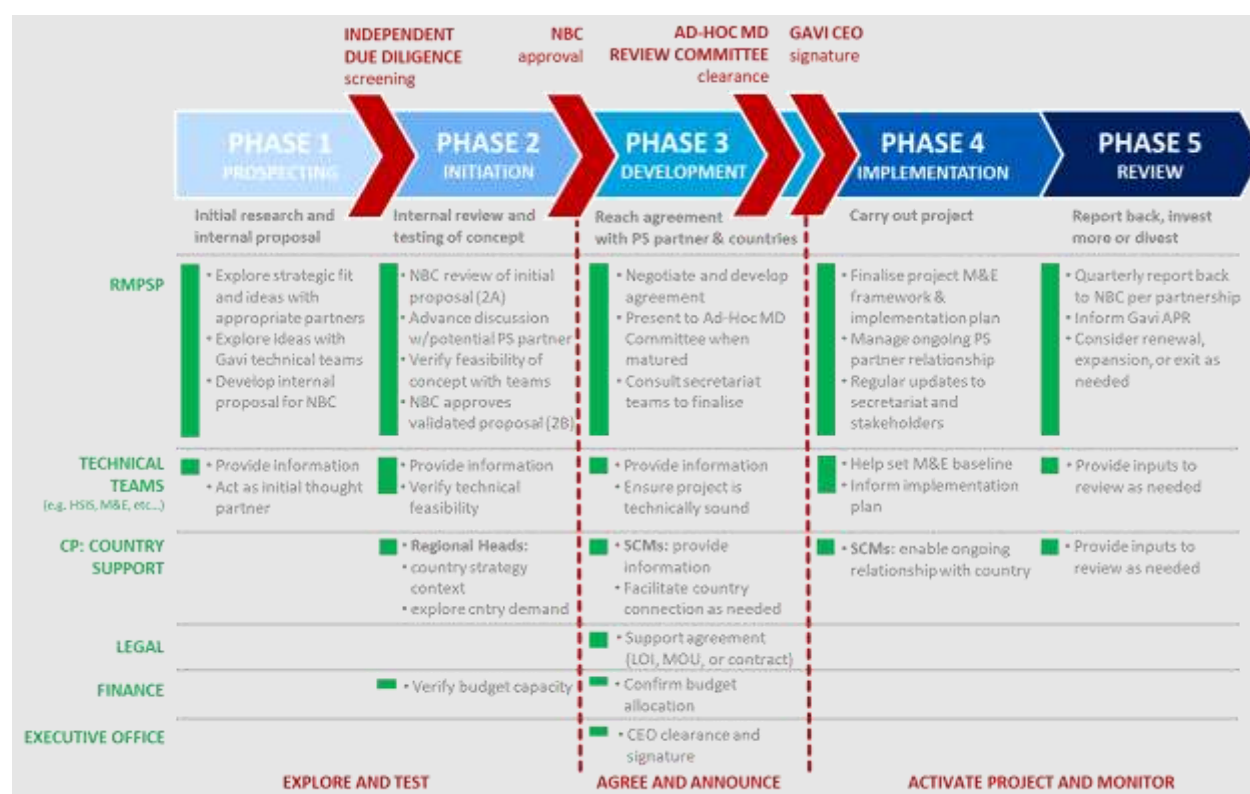 INDEPENDENT
DUE DILIGENCE
screening
NBC
approval
AD-HOC MD
REVIEW COMMITTEE
clearance
GAVI CEO
signature
PHASE 1
PROSPECTING
PHASE 2
INITIATION
PHASE 3
DEVELOPMENT
PHASE 4
IMPLEMENTATION
PHASE 5
REVIEW
Initial research and
internal proposal
Internal review and
testing of concept
Reach agreement
with PS partner & countries
Carry out project
Report back, invest
more or divest
RMPSP
• Explore strategic fit
and ideas with
appropriate partners
• Explore ideas with
Gavi technical teams
• Develop internal
proposal for NBC
• NBC review of initial
proposal (2A)
• Advance discussion
w/potential PS partner
• Verify feasibility of
concept with teams
• NBC approves
validated proposal (2B)
• Negotiate and develop
agreement
• Present to Ad-Hoc MD
Committee when
matured
• Consult secretariat
teams to finalise
• Finalise project M&E
framework &
implementation plan
• Manage ongoing PS
partner relationship
• Regular updates to
secretariat and
stakeholders
• Quarterly report back
to NBC per partnership
• Inform Gavi APR
• Consider renewal,
expansion, or exit as
needed
TECHNICAL
TEAMS
(e.g. HSIS, M&E, etc...)
• Provide information
• Act as initial thought
partner
• Provide information
• Verify technical
feasibility
• Provide information
• Ensure project is
technically sound
• Help set M&E baseline
• Inform implementation
plan
• Provide inputs to
review as needed
CP: COUNTRY
SUPPORT
• Regional Heads:
• country strategy
context
• explore cntry demand
• SCMs: provide
information
• Facilitate country
connection as needed
• SCMs: enable ongoing
relationship with country
• Provide inputs to
review as needed
LEGAL
• Support agreement
(LOI, MOU, or contract)
FINANCE
• Verify budget capacity
• Confirm budget
allocation
EXECUTIVE OFFICE
• CEO clearance and
signature
EXPLORE AND TEST
AGREE AND ANNOUNCE
ACTIVATE PROJECT AND MONITOR